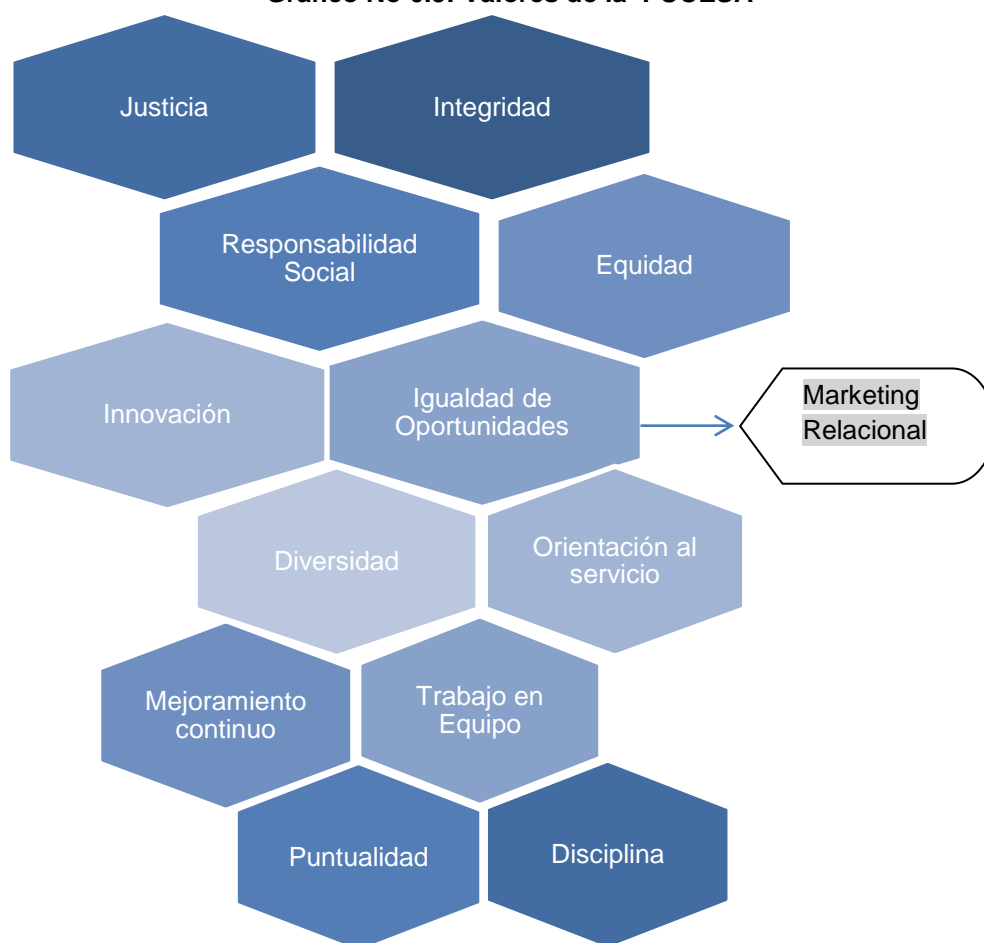 Justicia
Integridad
Responsabilidad
Social
Equidad
Innovación
Igualdad de
Oportunidades
Marketing
Relacional
Diversidad
Orientación al
servicio
Mejoramiento
continuo
Trabajo en
Equipo
Puntualidad
Disciplina